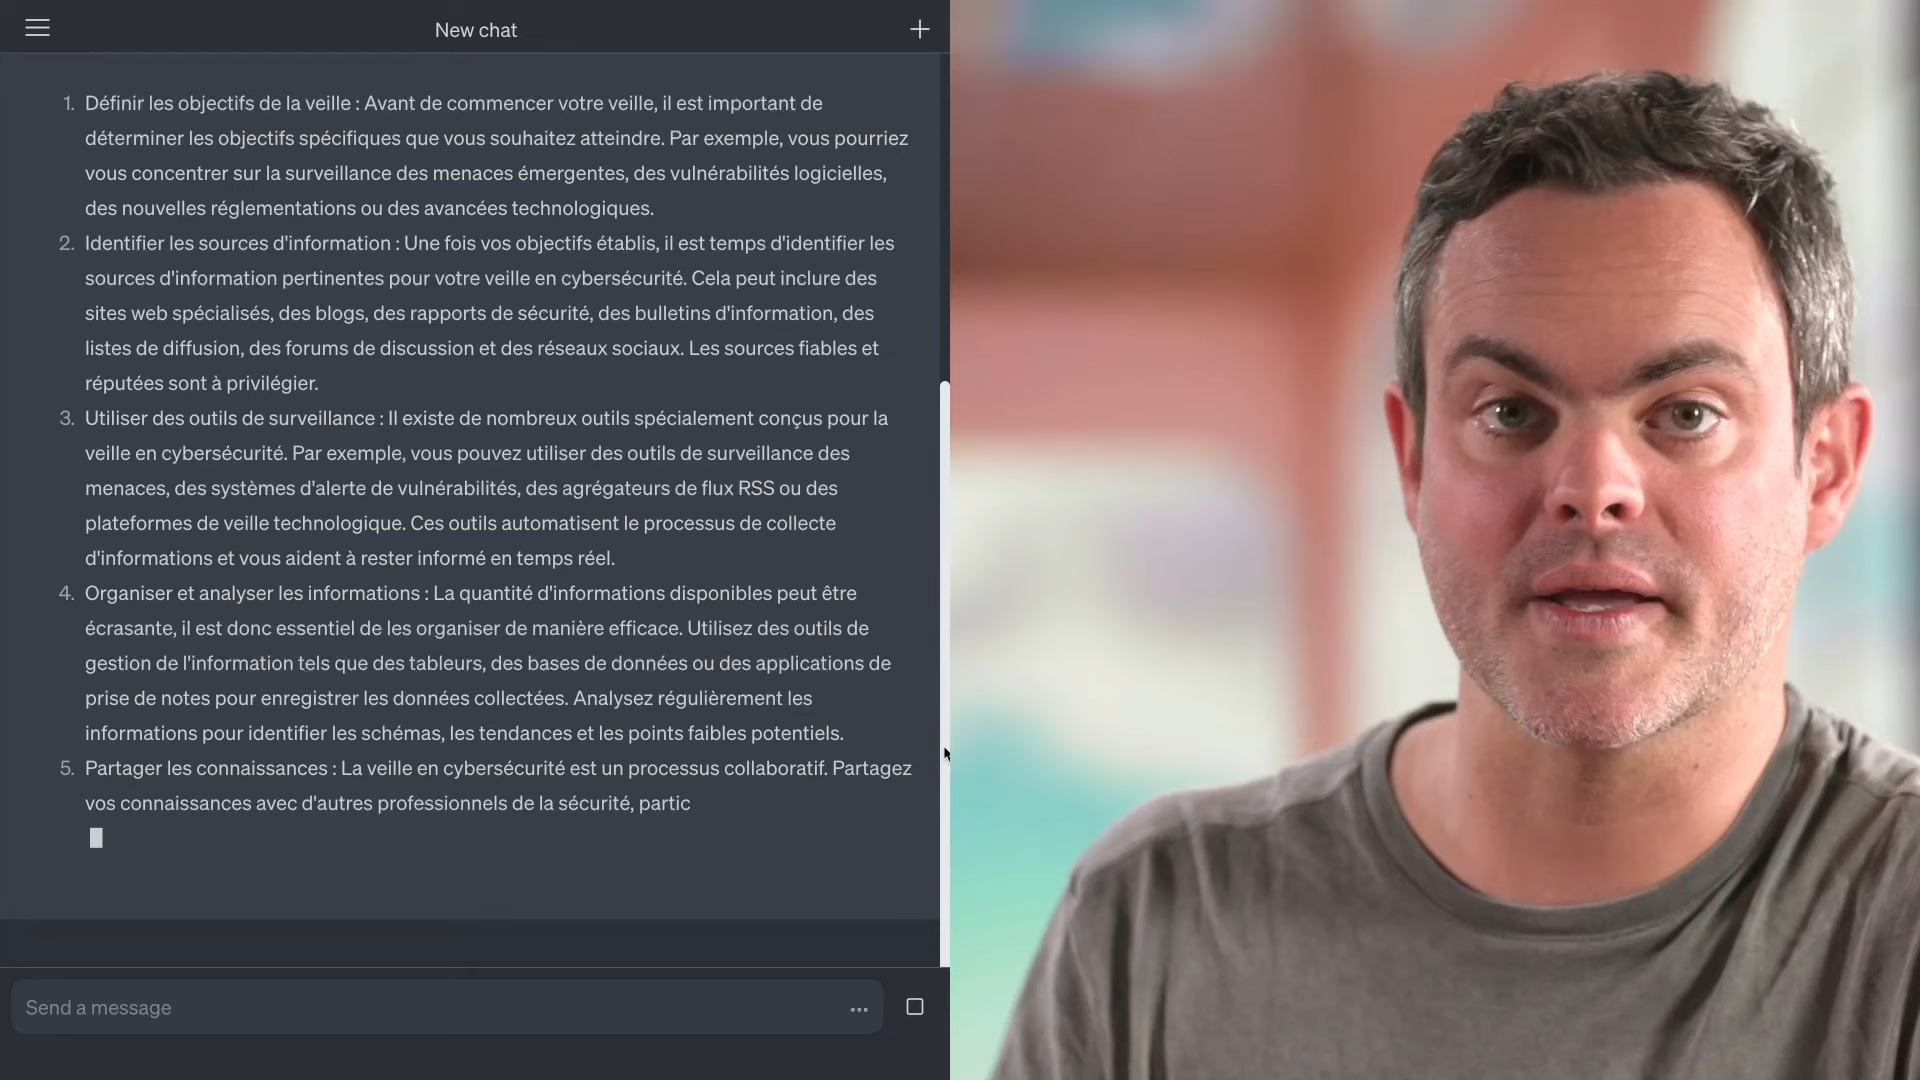 New chat
1. Définir les objectifs de la veille : Avant de commencer votre veille, il est important de
déterminer les objectifs spécifiques que vous souhaitez atteindre. Par exemple, vous pourriez
vous concentrer sur la surveillance des menaces émergentes, des vulnérabilités logicielles,
des nouvelles réglementations ou des avancées technologiques.
2. Identifier les sources d'information : Une fois vos objectifs établis, il est temps d'identifier les
sources d'information pertinentes pour votre veille en cybersécurité. Cela peut inclure des
sites web spécialisés, des blogs, des rapports de sécurité, des bulletins d'information, des
listes de diffusion, des forums de discussion et des réseaux sociaux. Les sources fiables et
réputées sont à privilégier.
3. Utiliser des outils de surveillance : Il existe de nombreux outils spécialement conçus pour la
veille en cybersécurité. Par exemple, vous pouvez utiliser des outils de surveillance des
menaces, des systèmes d'alerte de vulnérabilités, des agrégateurs de flux RSS ou des
plateformes de veille technologique. Ces outils automatisent le processus de collecte
d'informations et vous aident à rester informé en temps réel.
4. Organiser et analyser les informations : La quantité d'informations disponibles peut être
écrasante, il est donc essentiel de les organiser de manière efficace. Utilisez des outils de
gestion de l'information tels que des tableurs, des bases de données ou des applications de
prise de notes pour enregistrer les données collectées. Analysez régulièrement les
informations pour identifier les schémas, les tendances et les points faibles potentiels.
5. Partager les connaissances : La veille en cybersécurité est un processus collaboratif. Partagez
vos connaissances avec d'autres professionnels de la sécurité, partic
Send a message